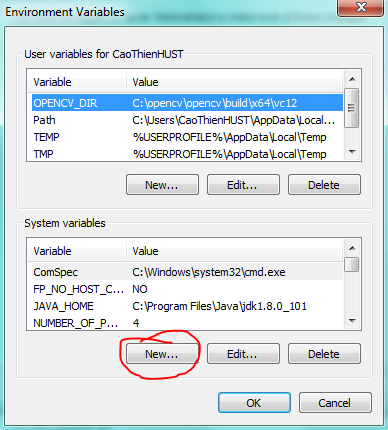 Environment Variables
User variables for CaoThienHUST
Variable Value
OPENCV_DIR C:\opencv\opencv\build\x64\vc12
Path C:\Users\CaoThienHUST\AppData\Local...
TEMP %USERPROFILE%\AppData\Local\Temp
TMP %USERPROFILE%\AppData\Local\Temp
New... Edit... Delete
System variables
Variable Value
ComSpec C:\Windows\system32\cmd.exe
FP_NO_HOST_C... NO
JAVA_HOME C:\Program Files\Java\jdk1.8.0_101
NUMBER_OF_P... 4
New... Edit... Delete
OK Cancel